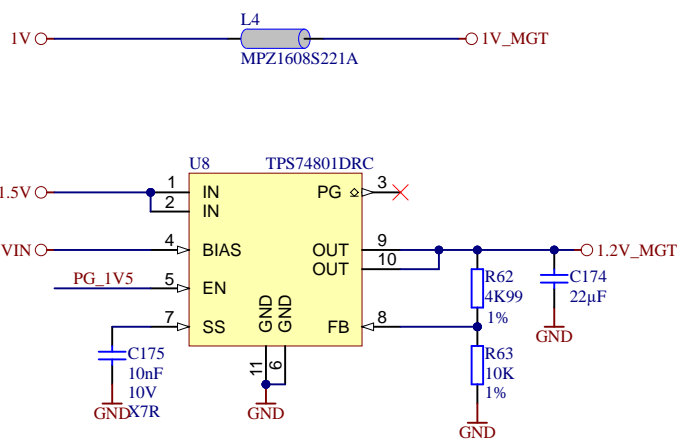 L4
1V
1V_MGT
MPZ1608S221A
U8
TPS74801DRC
1.5V
1
IN
2
IN
PG
3
VIN
4
BIAS
OUT
9
OUT
10
1.2V_MGT
PG_1V5
5
EN
R62
4K99
1%
C174
22µF
GND
7
SS
GND
GND
FB
8
C175
10nF
10V
X7R
GND
11
6
GND
R63
10K
1%
GND